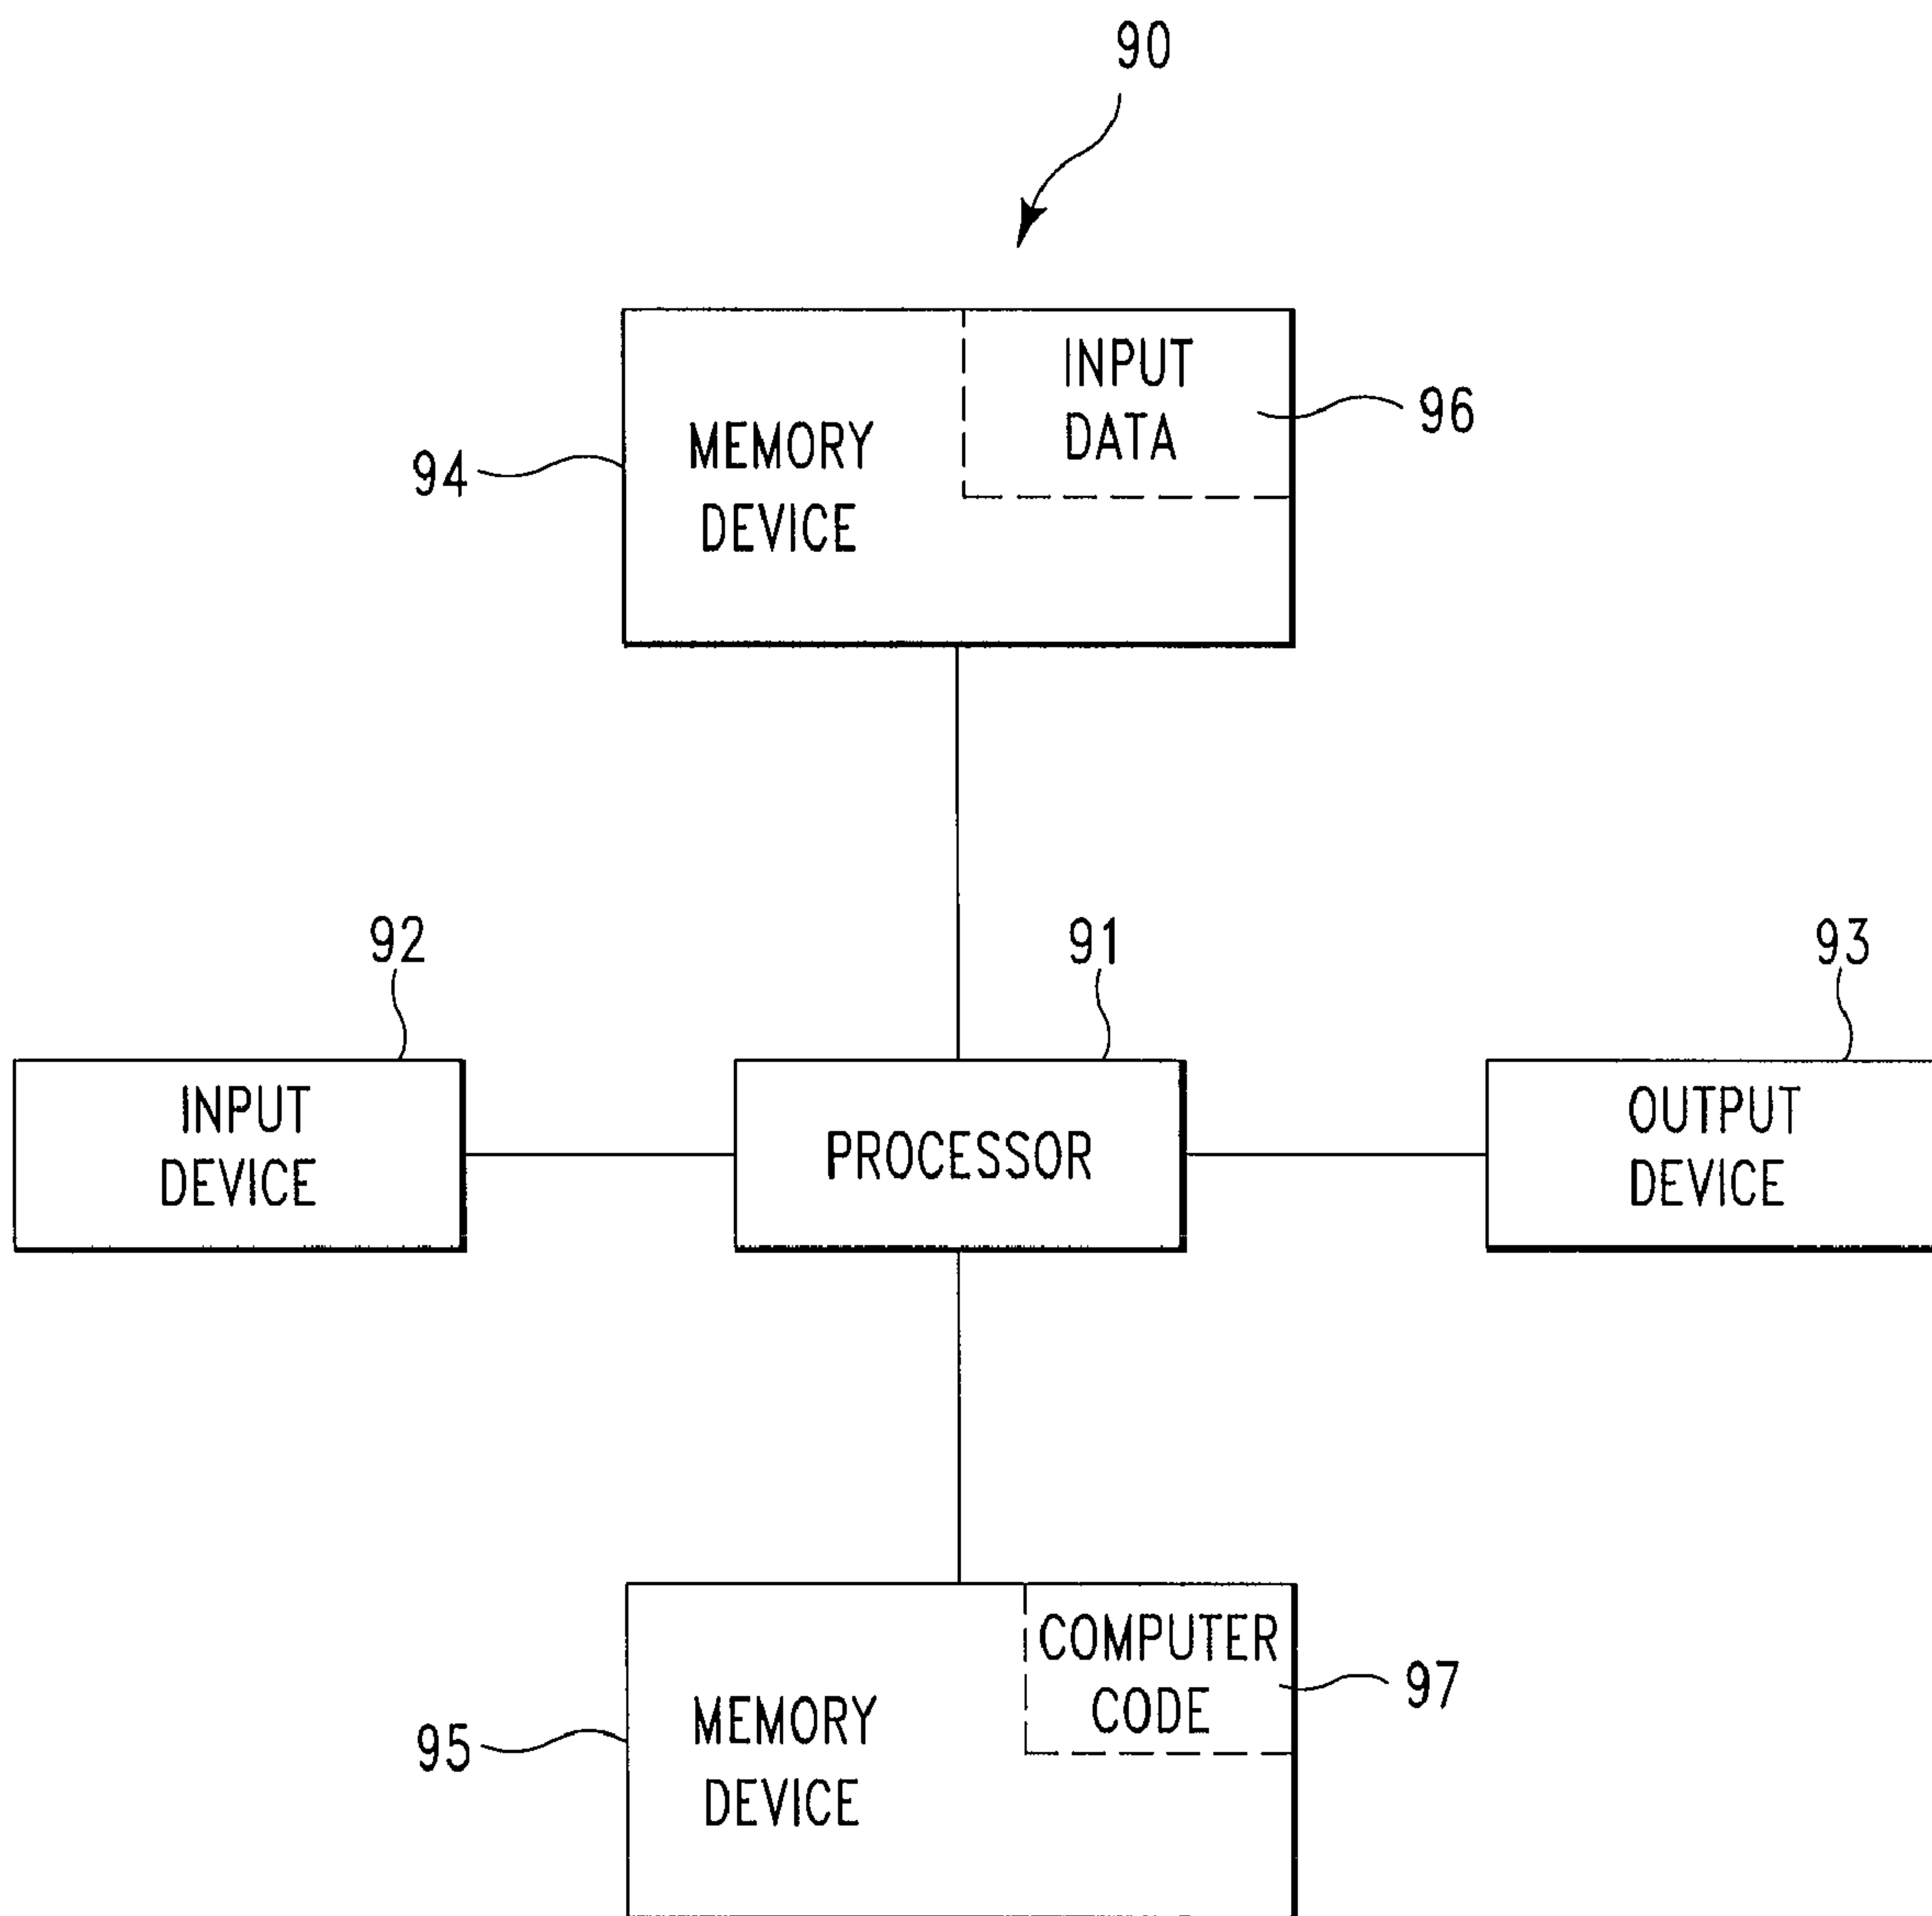 90
INPUT
DATA
96
MEMORY
DEVICE
94
92
91
93
INPUT
DEVICE
PROCESSOR
OUTPUT
DEVICE
COMPUTER
CODE
97
MEMORY
DEVICE
95